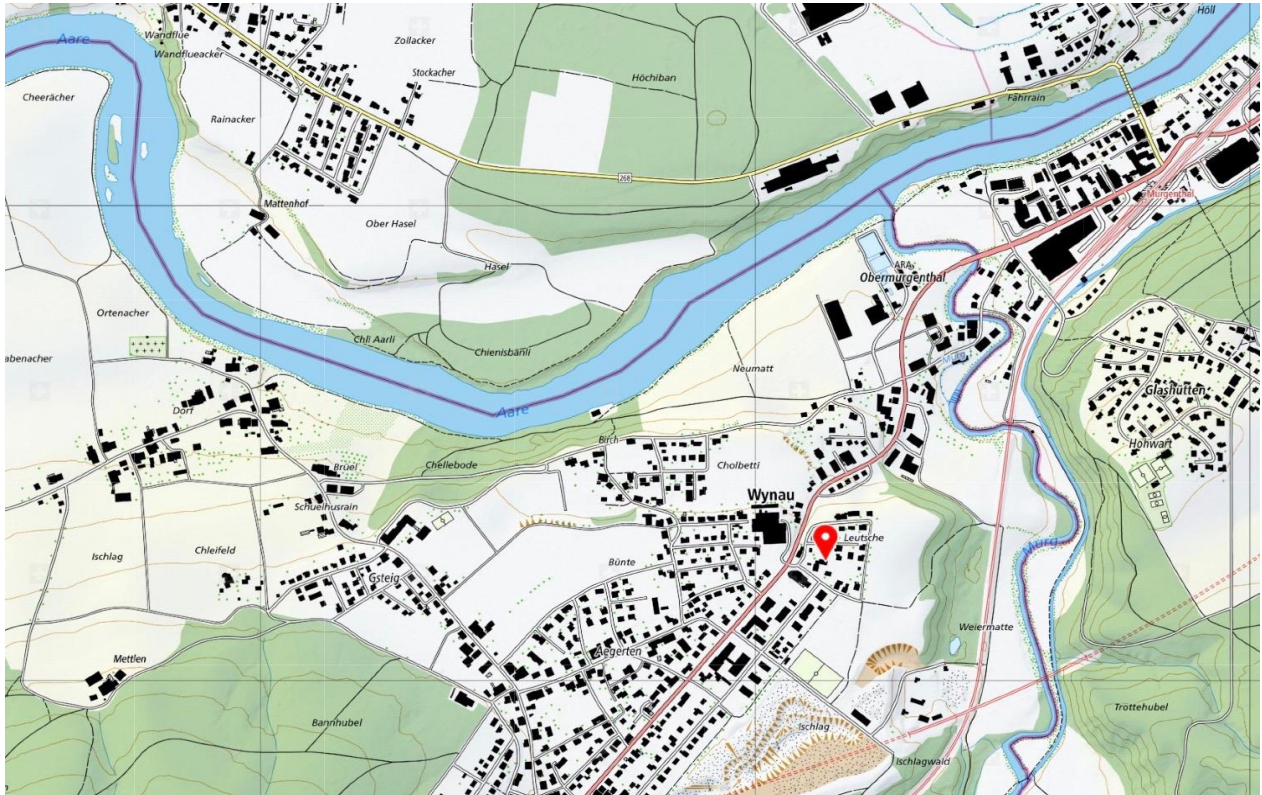 Höll
Wandflue
Aare
Zollacker
Wandflueacker
Stockacher
Höchiban
Cheerächer
Fährrain
Rainacker
268
Murgenthal
Mattenhof
Ober Hasel
Hasel
ARA
Obermurgenthal
Ortenacher
Chli Aarli
Chienisbänli
abenacher
Neumatt
Murg
Glashütten
Murg
Dorf
Aare
Birch
Hohwart
Brüel
Chellebode
Cholbetti
Wynau
Schuelhusrain
Leutsche
Murg
Ischlag
Chleifeld
Bünte
Gsteig
Weiermatte
Mettlen
Aegerten
Trottehubel
Bannhubel
Ischlag
Ischlagwald